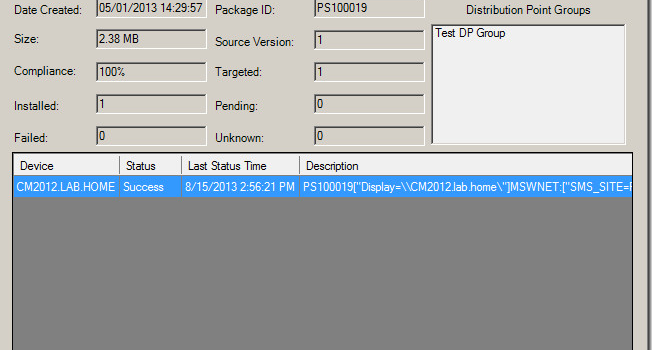 Date Created: 05/01/2013 14:29:57 Package ID: PS100019 Distribution Point Groups
Size: 2.38 MB Source Version: 1 Test DP Group
Compliance: 100% Targeted: 1
Installed: 1 Pending: 0
Failed: 0 Unknown: 0
Device Status Last Status Time Description
CM2012.LAB.HOME Success 8/15/2013 2:56:21 PM PS100019["Display=\\CM2012.lab.home\"]MSWNET:["SMS_SITE=